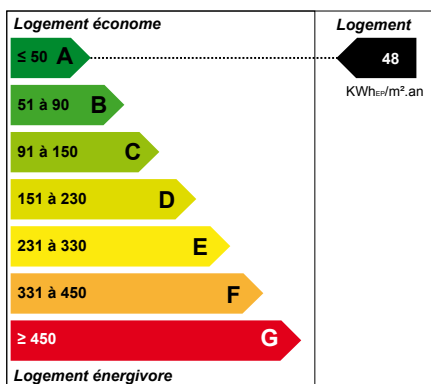 Logement économe
Logement
≤ 50 A
48
KWhEP/m².an
51 à 90 B
91 à 150 C
151 à 230 D
231 à 330 E
331 à 450 F
≥ 450 G
Logement énergivore